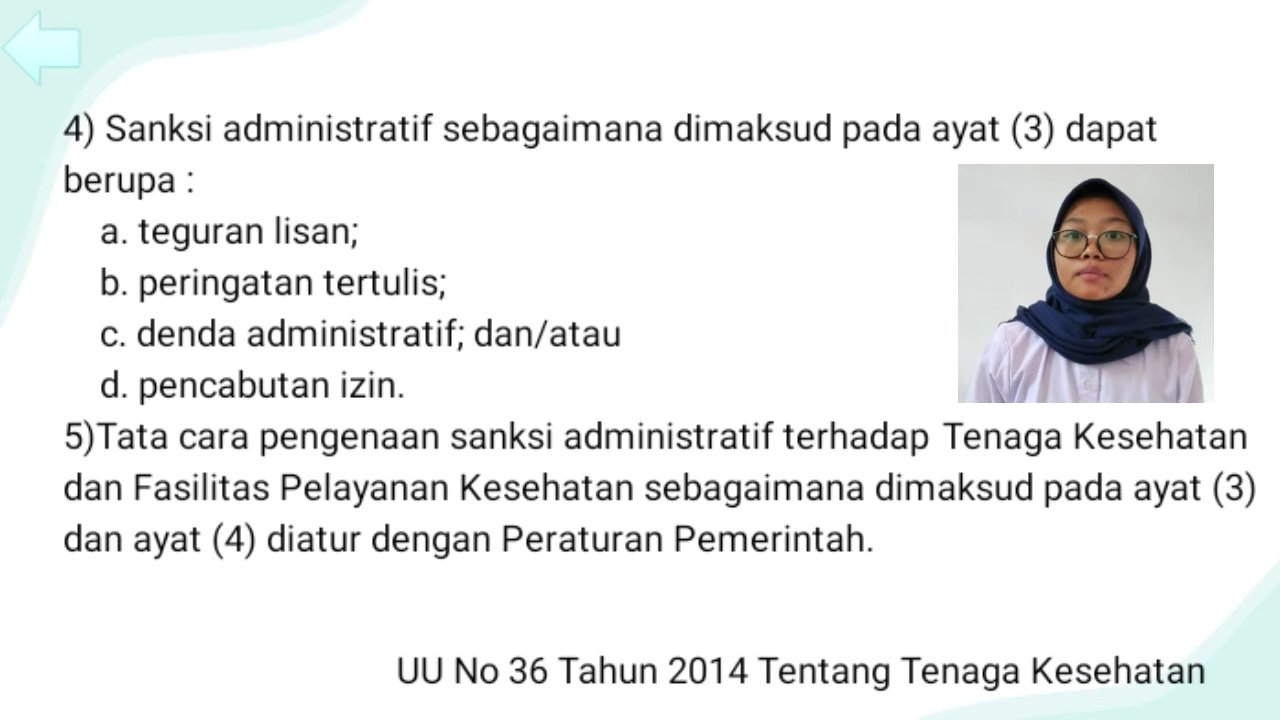 4) Sanksi administratif sebagaimana dimaksud pada ayat (3) dapat
berupa :
a. teguran lisan;
b. peringatan tertulis;
c. denda administratif; dan/atau
d. pencabutan izin.
5)Tata cara pengenaan sanksi administratif terhadap Tenaga Kesehatan
dan Fasilitas Pelayanan Kesehatan sebagaimana dimaksud pada ayat (3)
dan ayat (4) diatur dengan Peraturan Pemerintah.
UU No 36 Tahun 2014 Tentang Tenaga Kesehatan